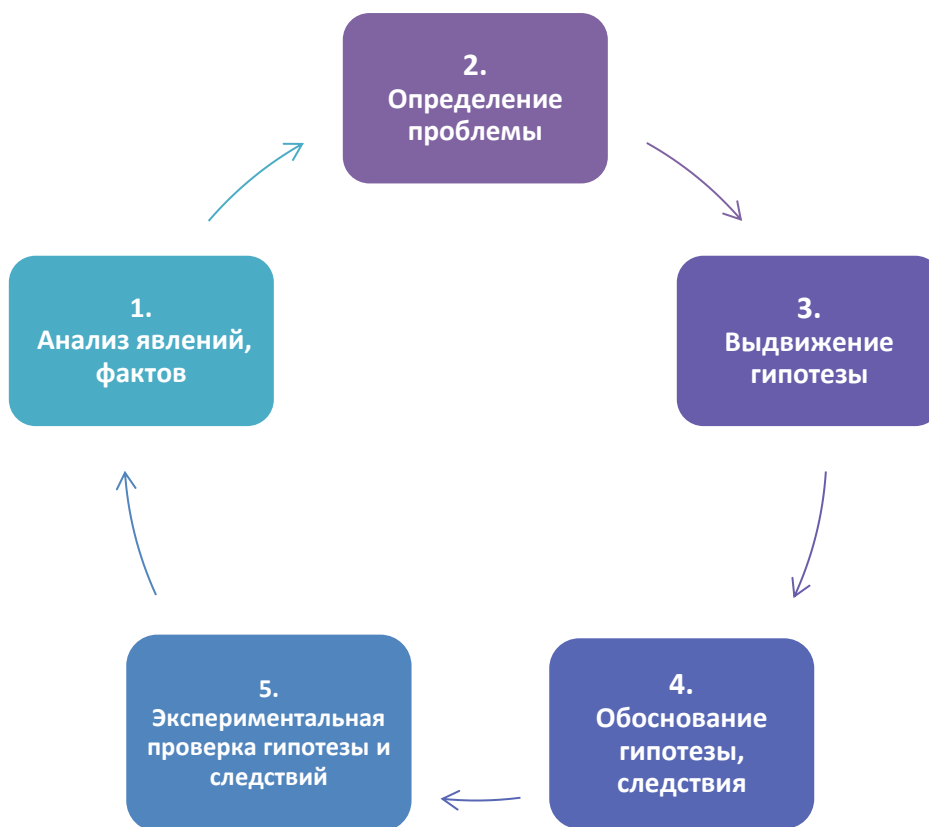 1.
Анализ явлений,
фактов
2.
Определение
проблемы
3.
Выдвижение
гипотезы
4.
Обоснование
гипотезы,
следствия
5.
Экспериментальная
проверка гипотезы и
следствий